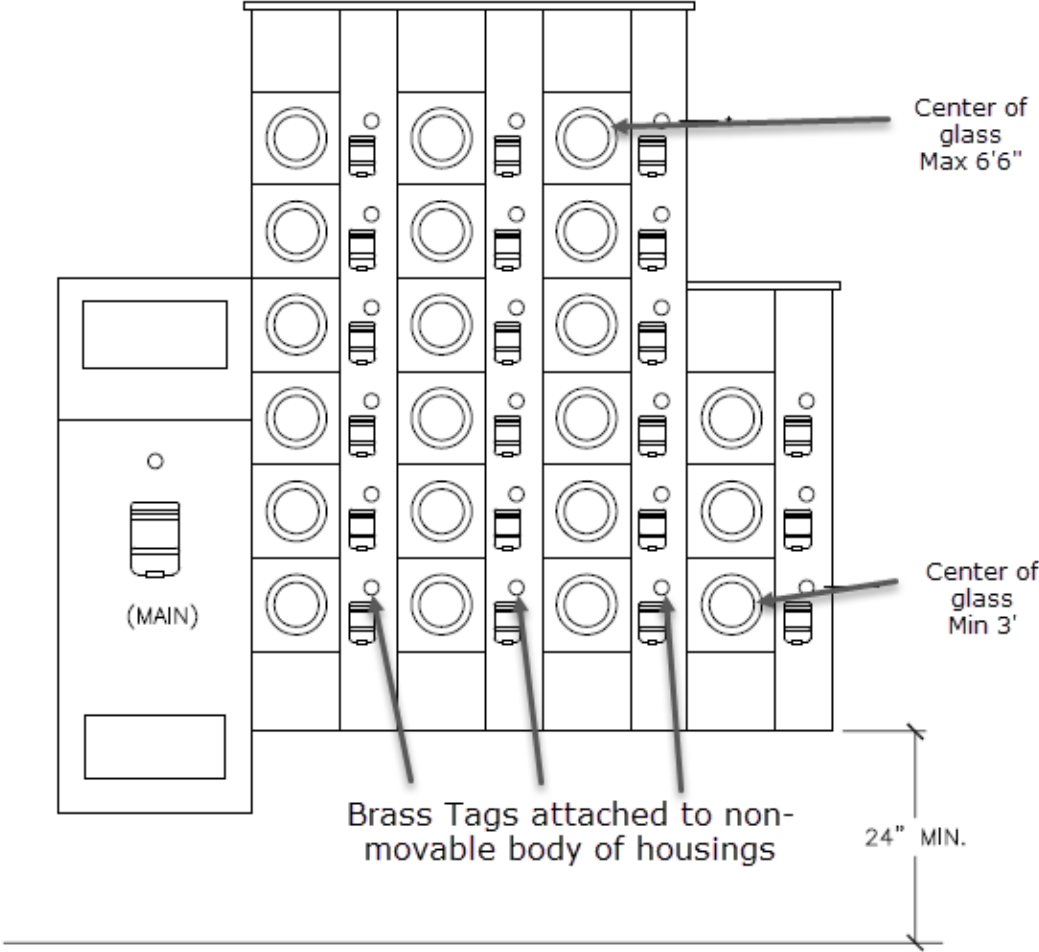 Center of
glass
Max 6'6"
(MAIN)
Center of
glass
Min 3'
Brass Tags attached to non-
movable body of housings
24" MIN.